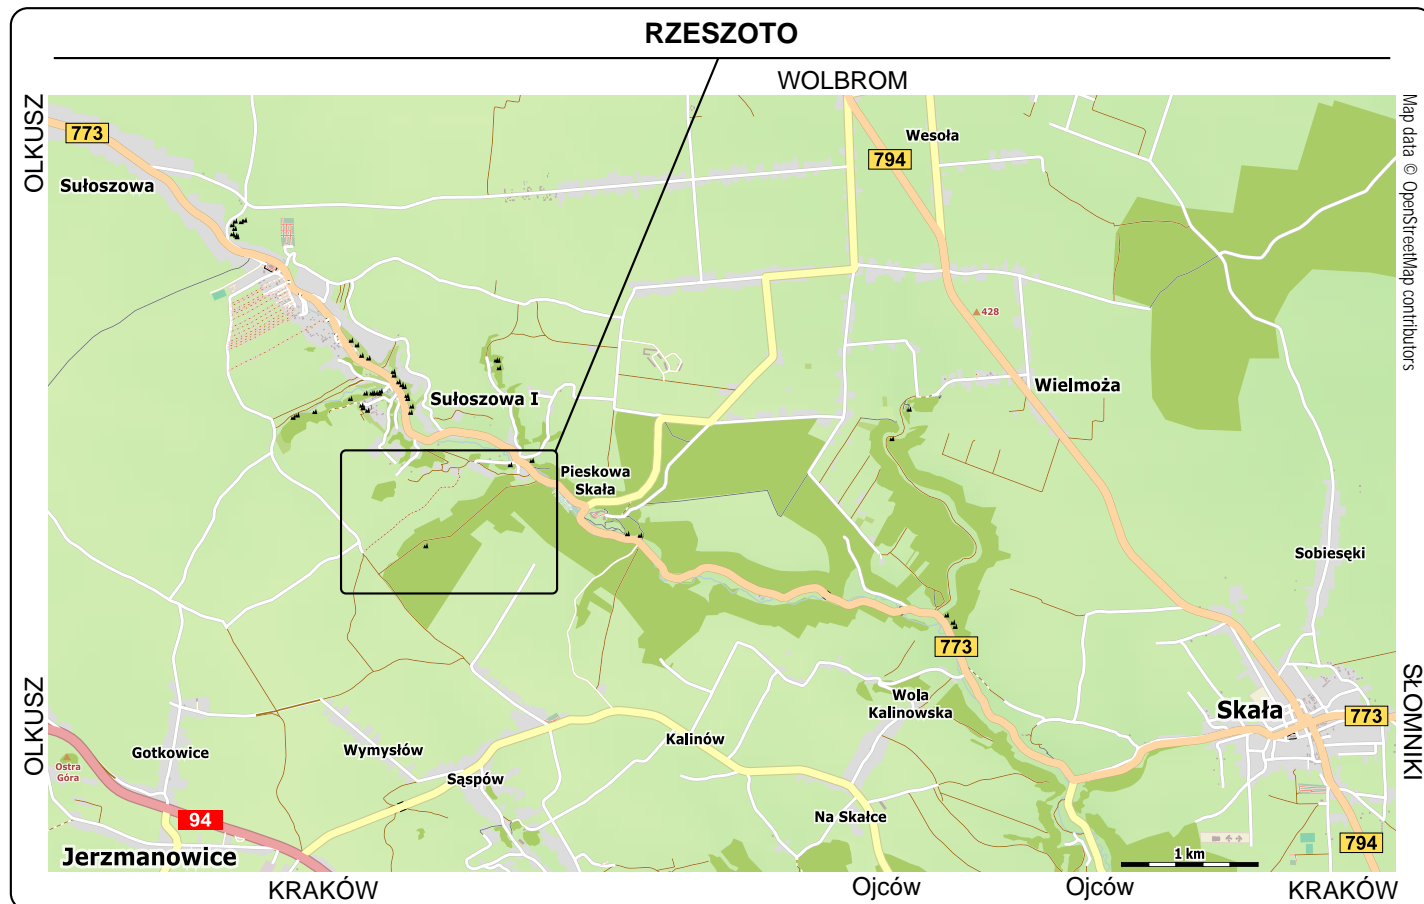 RZESZOTO
WOLBROM
OLKUSZ
773
Sułoszowa
794
Wesoła
Map data © OpenStreetMap contributors
428
Wielmoża
Sułoszowa I
Pieskowa
Skała
Sobiesęki
773
Wola
Kalinowska
Skała
773
SŁOMNIKI
OLKUSZ
Gotkowice
Wymysłów
Kalinów
Ostra
Góra
Sąspów
94
Na Skałce
Jerzmanowice
1 km
794
KRAKÓW
Ojców
Ojców
KRAKÓW